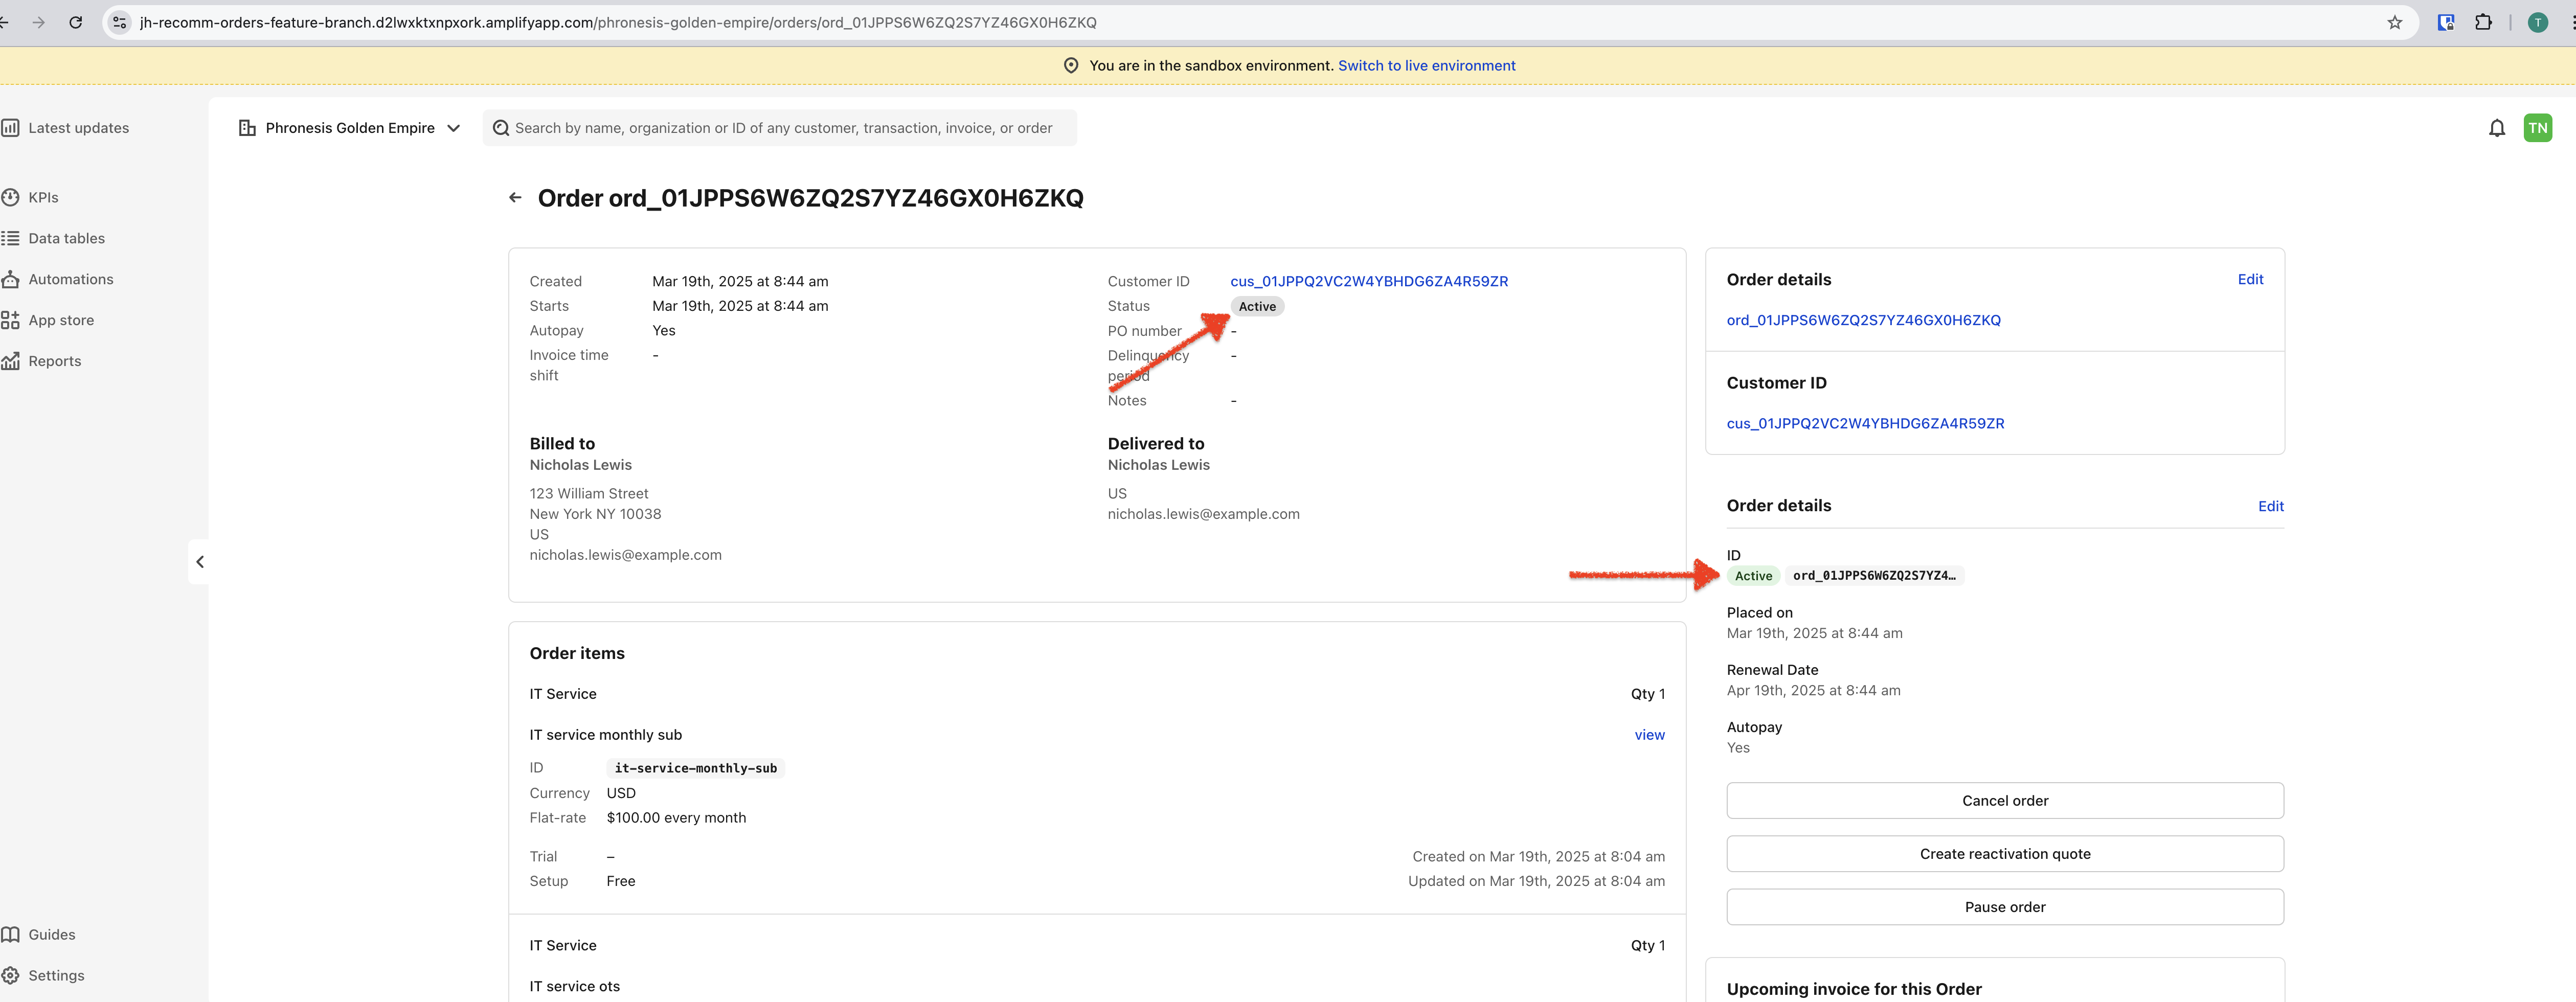 jh-recomm-orders-feature-branch.d2lwxktxnpxork.amplifyapp.com/phronesis-golden-empire/orders/ord_01JPPS6W6ZQ2S7YZ46GX0H6ZKQ
T
You are in the sandbox environment. Switch to live environment
Latest updates
KPIs
Data tables
Automations
App store
Reports
Guides
Settings
Phronesis Golden Empire
Search by name, organization or ID of any customer, transaction, invoice, or order
TN
Order ord_01JPPS6W6ZQ2S7YZ46GX0H6ZKQ
Created Mar 19th, 2025 at 8:44 am
Starts Mar 19th, 2025 at 8:44 am
Autopay Yes
Invoice time shift -
Customer ID cus_01JPPQ2VC2W4YBHDG6ZA4R59ZR
Status Active
PO number -
Delinquency period -
Notes -
Billed to
Nicholas Lewis
123 William Street
New York NY 10038
US
nicholas.lewis@example.com
Delivered to
Nicholas Lewis
US
nicholas.lewis@example.com
Order items
IT Service Qty 1
IT service monthly sub view
ID it-service-monthly-sub
Currency USD
Flat-rate $100.00 every month
Trial –
Created on Mar 19th, 2025 at 8:04 am
Setup Free
Updated on Mar 19th, 2025 at 8:04 am
IT Service Qty 1
IT service ots
Order details Edit
ord_01JPPS6W6ZQ2S7YZ46GX0H6ZKQ
Customer ID
cus_01JPPQ2VC2W4YBHDG6ZA4R59ZR
Order details Edit
ID
Active ord_01JPPS6W6ZQ2S7YZ4…
Placed on
Mar 19th, 2025 at 8:44 am
Renewal Date
Apr 19th, 2025 at 8:44 am
Autopay
Yes
Cancel order
Create reactivation quote
Pause order
Upcoming invoice for this Order